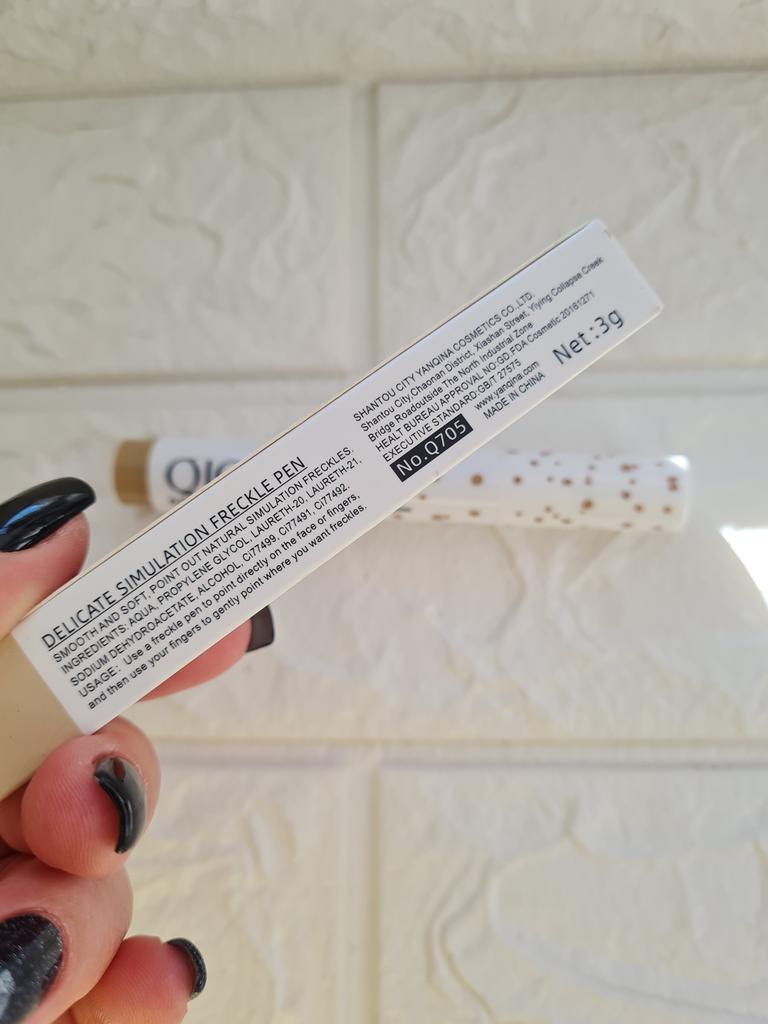 DELICATE SIMULATION FRECKLE PEN
SMOOTH AND SOFT, POINT OUT NATURAL SIMULATION FRECKLES:
INGREDIENTS: AQUA, PROPYLENE GLYCOL, LAURETH-20, LAURETH-21,
SODIUM DEHYDROACETATE, ALCOHOL, Ci77499, Ci77491, Ci77492.
USAGE: Use a freckle pen to point directly on the face or fingers,
and then use your fingers to gently point where you want freckles.
SHANTOU CITY YANQINA COSMETICS CO.,LTD.
Shantou City,Chaonan District, Xiashan Street, Yiying Collapse Creek
Bridge Roadoutside The North Industrial Zone
HEALT BUREAU APPROVAL NO:GD.FDA Cosmetic 20161271
EXECUTIVE STANDARD:GB/T 27575
No.Q705
www.yanqina.com
MADE IN CHINA
Net:3g